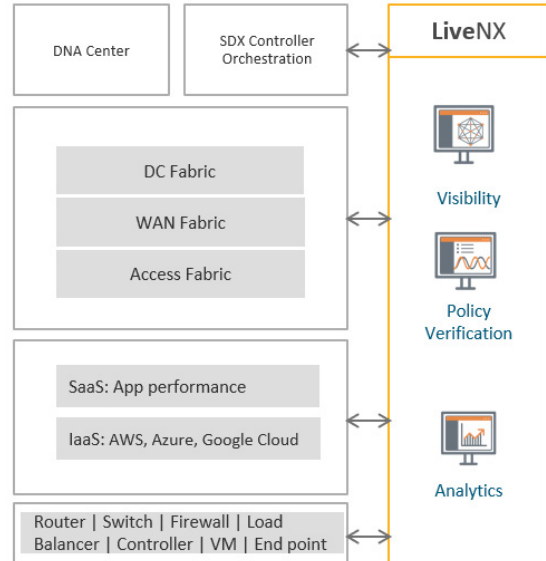 DNA Center
SDX Controller
Orchestration
LiveNX
DC Fabric
WAN Fabric
Access Fabric
Visibility
Policy
Verification
SaaS: App performance
IaaS: AWS, Azure, Google Cloud
Analytics
Router | Switch | Firewall | Load
Balancer | Controller | VM | End point